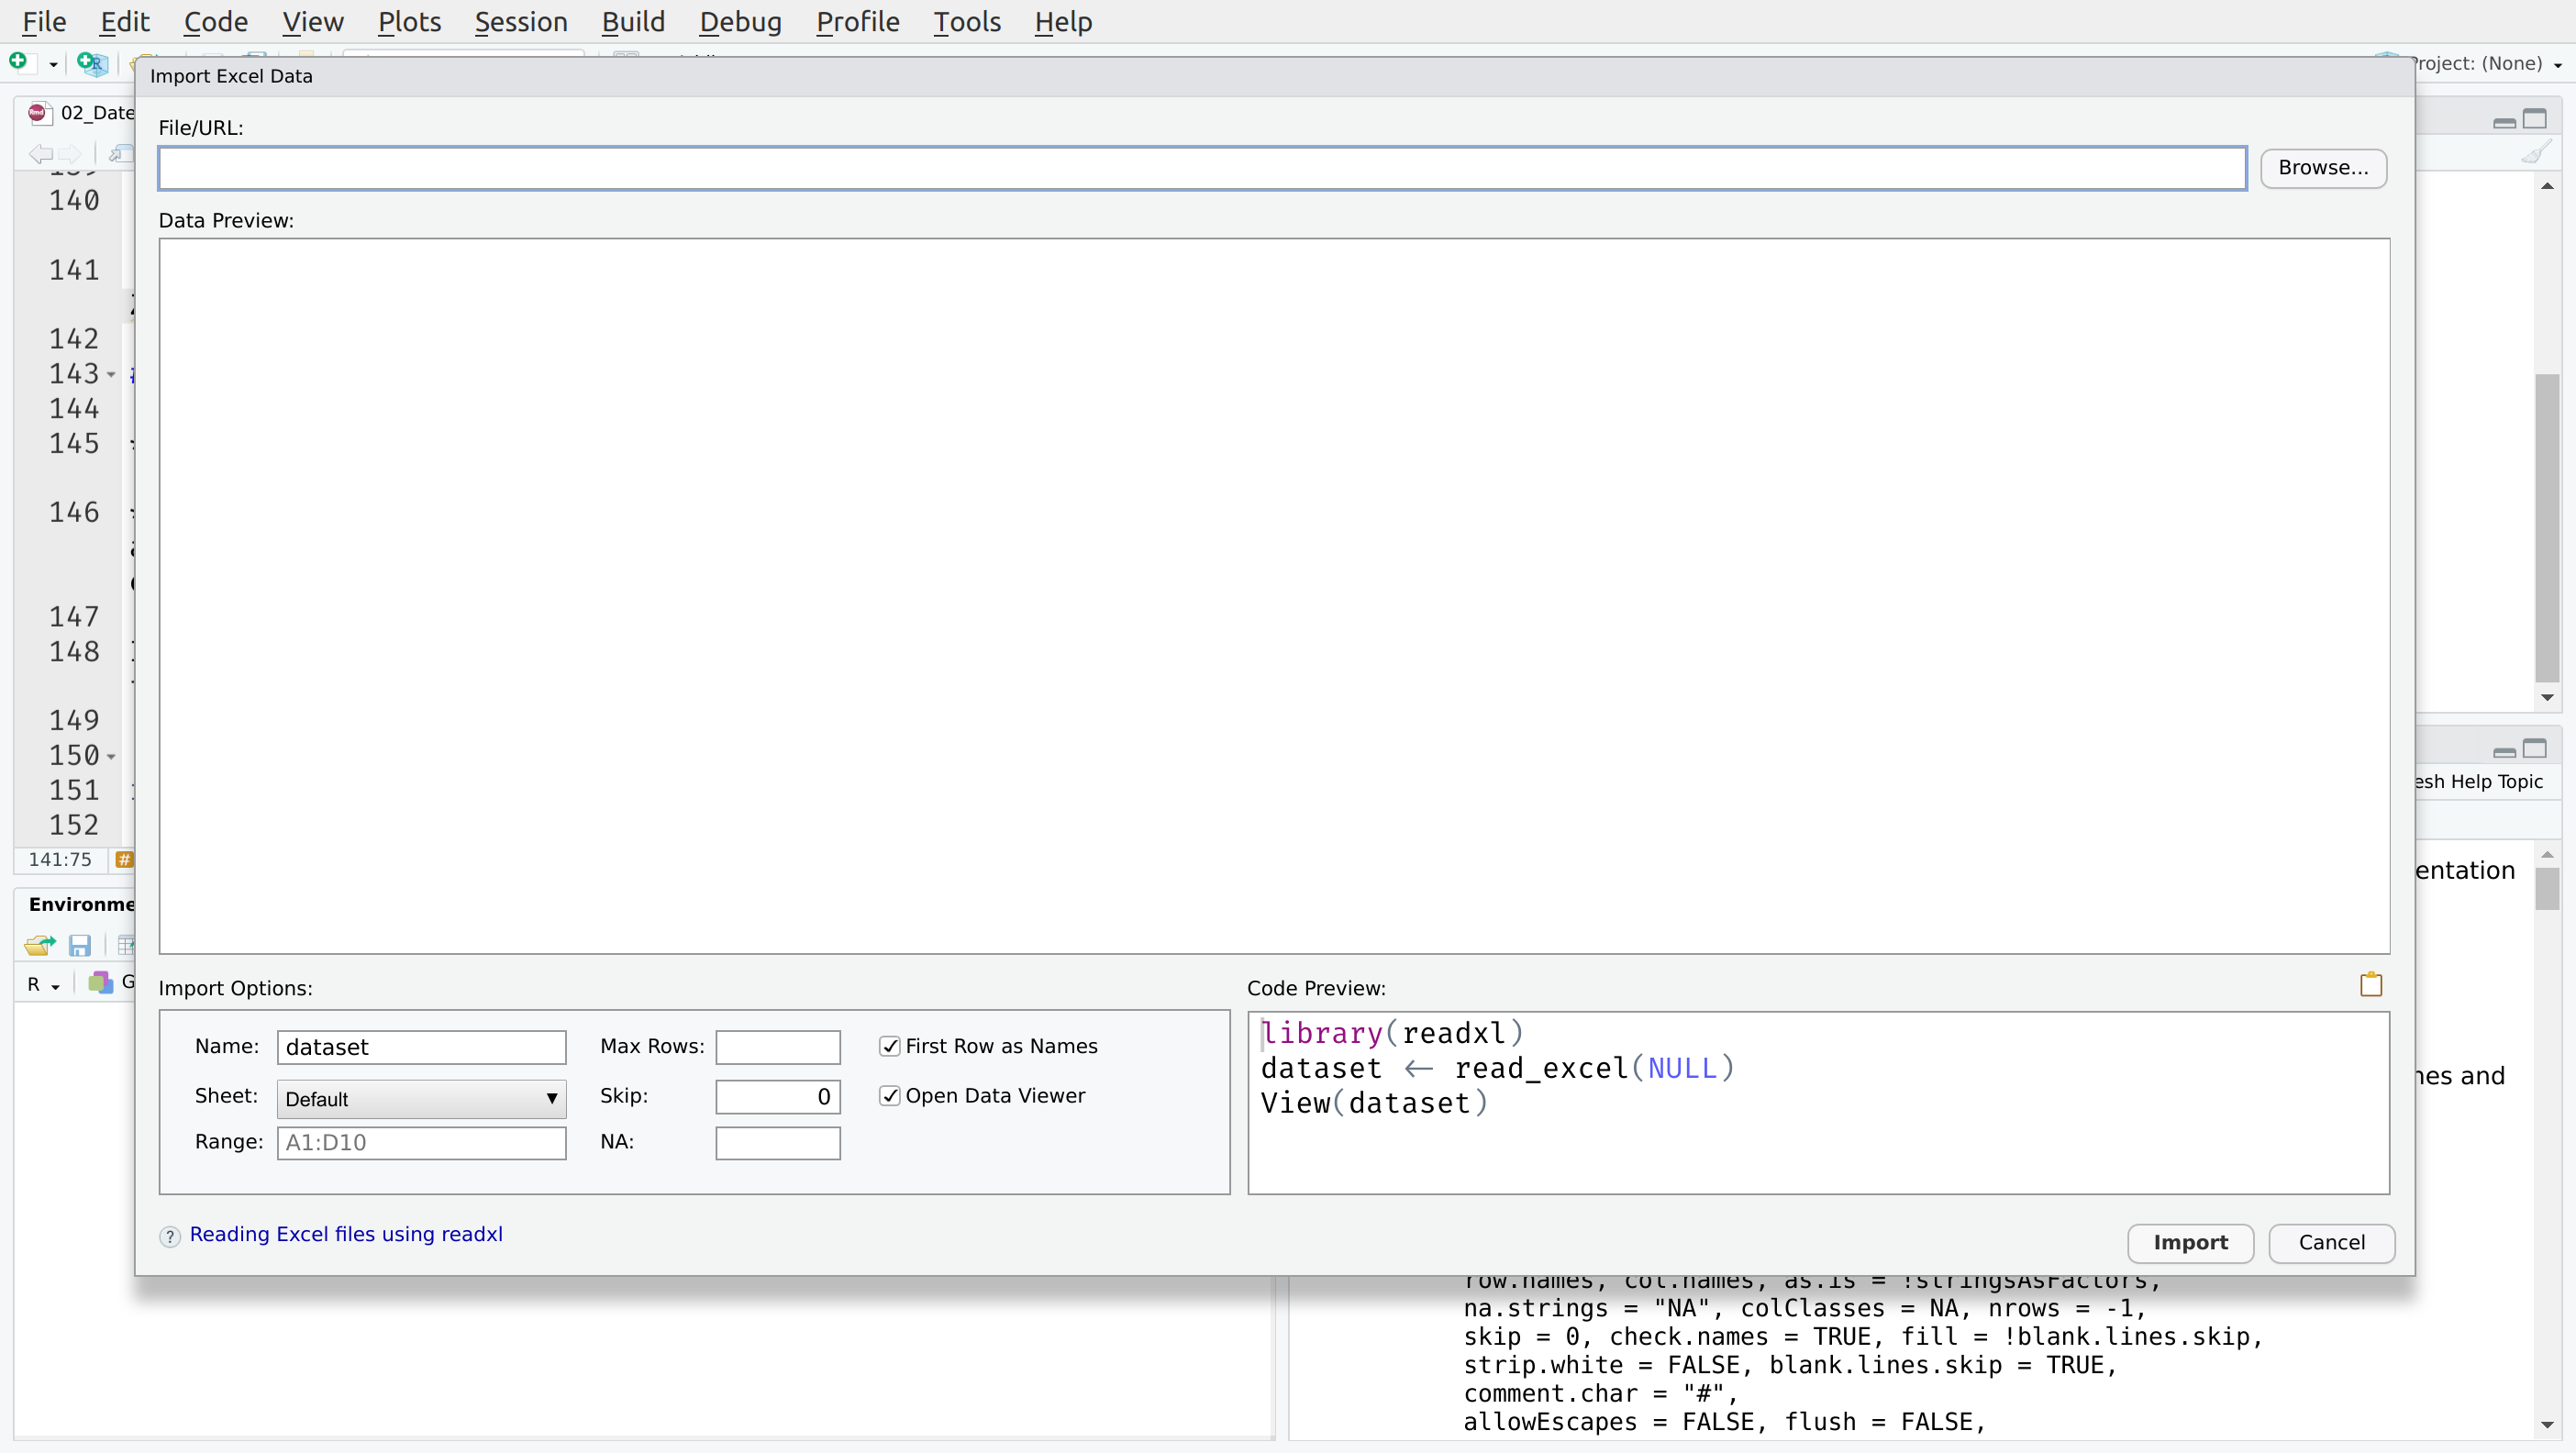 File Edit Code View Plots Session Build Debug Profile Tools Help
Project: (None)
Import Excel Data
02_Date
File/URL:
Browse...
Data Preview:
140
141
142
143
144
145
146
147
148
149
150
151
152
141:75
Environme
R
esh Help Topic
entation
nes and
Import Options:
Name: dataset Max Rows: First Row as Names
Sheet: Default Skip: 0 Open Data Viewer
Range: A1:D10 NA:
Code Preview:
library(readxl)
dataset ← read_excel(NULL)
View(dataset)
? Reading Excel files using readxl
Import Cancel
row.names, col.names, as.is = !stringsAsFactors,
na.strings = "NA", colClasses = NA, nrows = -1,
skip = 0, check.names = TRUE, fill = !blank.lines.skip,
strip.white = FALSE, blank.lines.skip = TRUE,
comment.char = "#",
allowEscapes = FALSE, flush = FALSE,